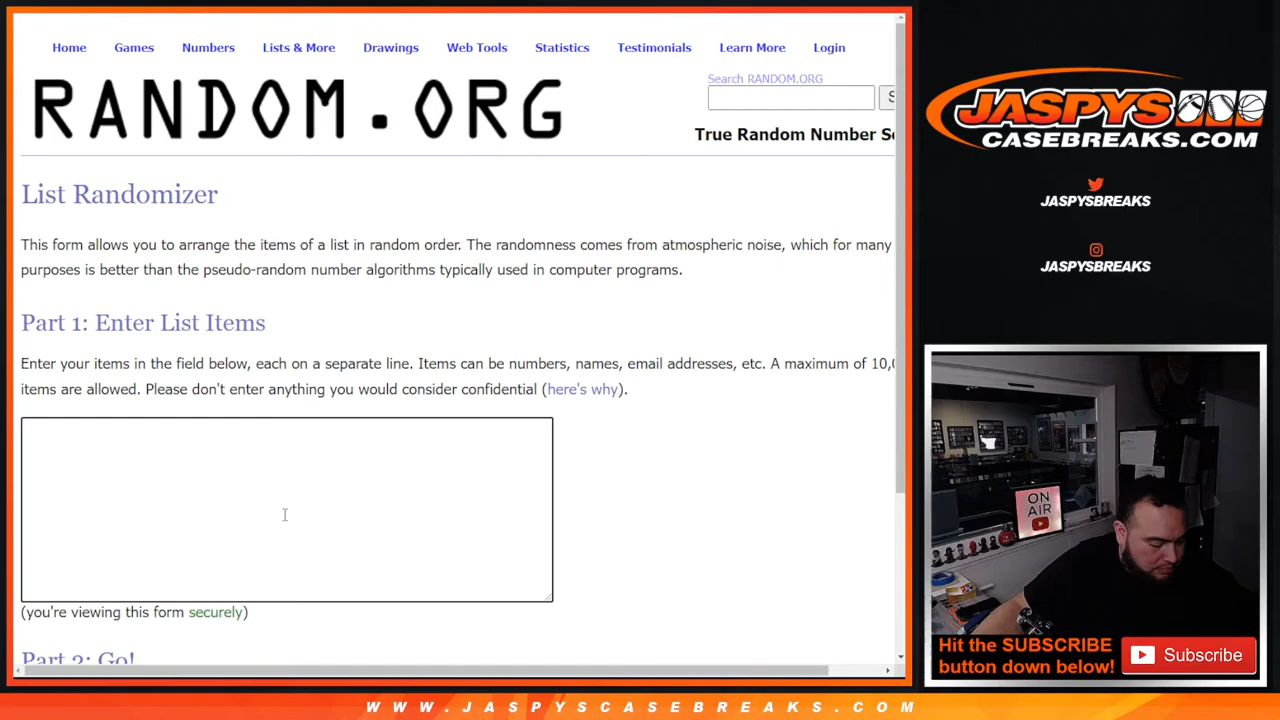 Home Games Numbers Lists & More Drawings Web Tools Statistics Testimonials Learn More Login
RANDOM.ORG
Search RANDOM.ORG
S
True Random Number Se
List Randomizer
This form allows you to arrange the items of a list in random order. The randomness comes from atmospheric noise, which for many
purposes is better than the pseudo-random number algorithms typically used in computer programs.
Part 1: Enter List Items
Enter your items in the field below, each on a separate line. Items can be numbers, names, email addresses, etc. A maximum of 10,0
items are allowed. Please don't enter anything you would consider confidential (here's why).
(you're viewing this form securely)
Part 2: Go!
JASPYS
CASEBREAKS.COM
JASPYSBREAKS
JASPYSBREAKS
ON
AIR
Hit the SUBSCRIBE
button down below!
Subscribe
WWW.JASPYSCASEBREAKS.COM